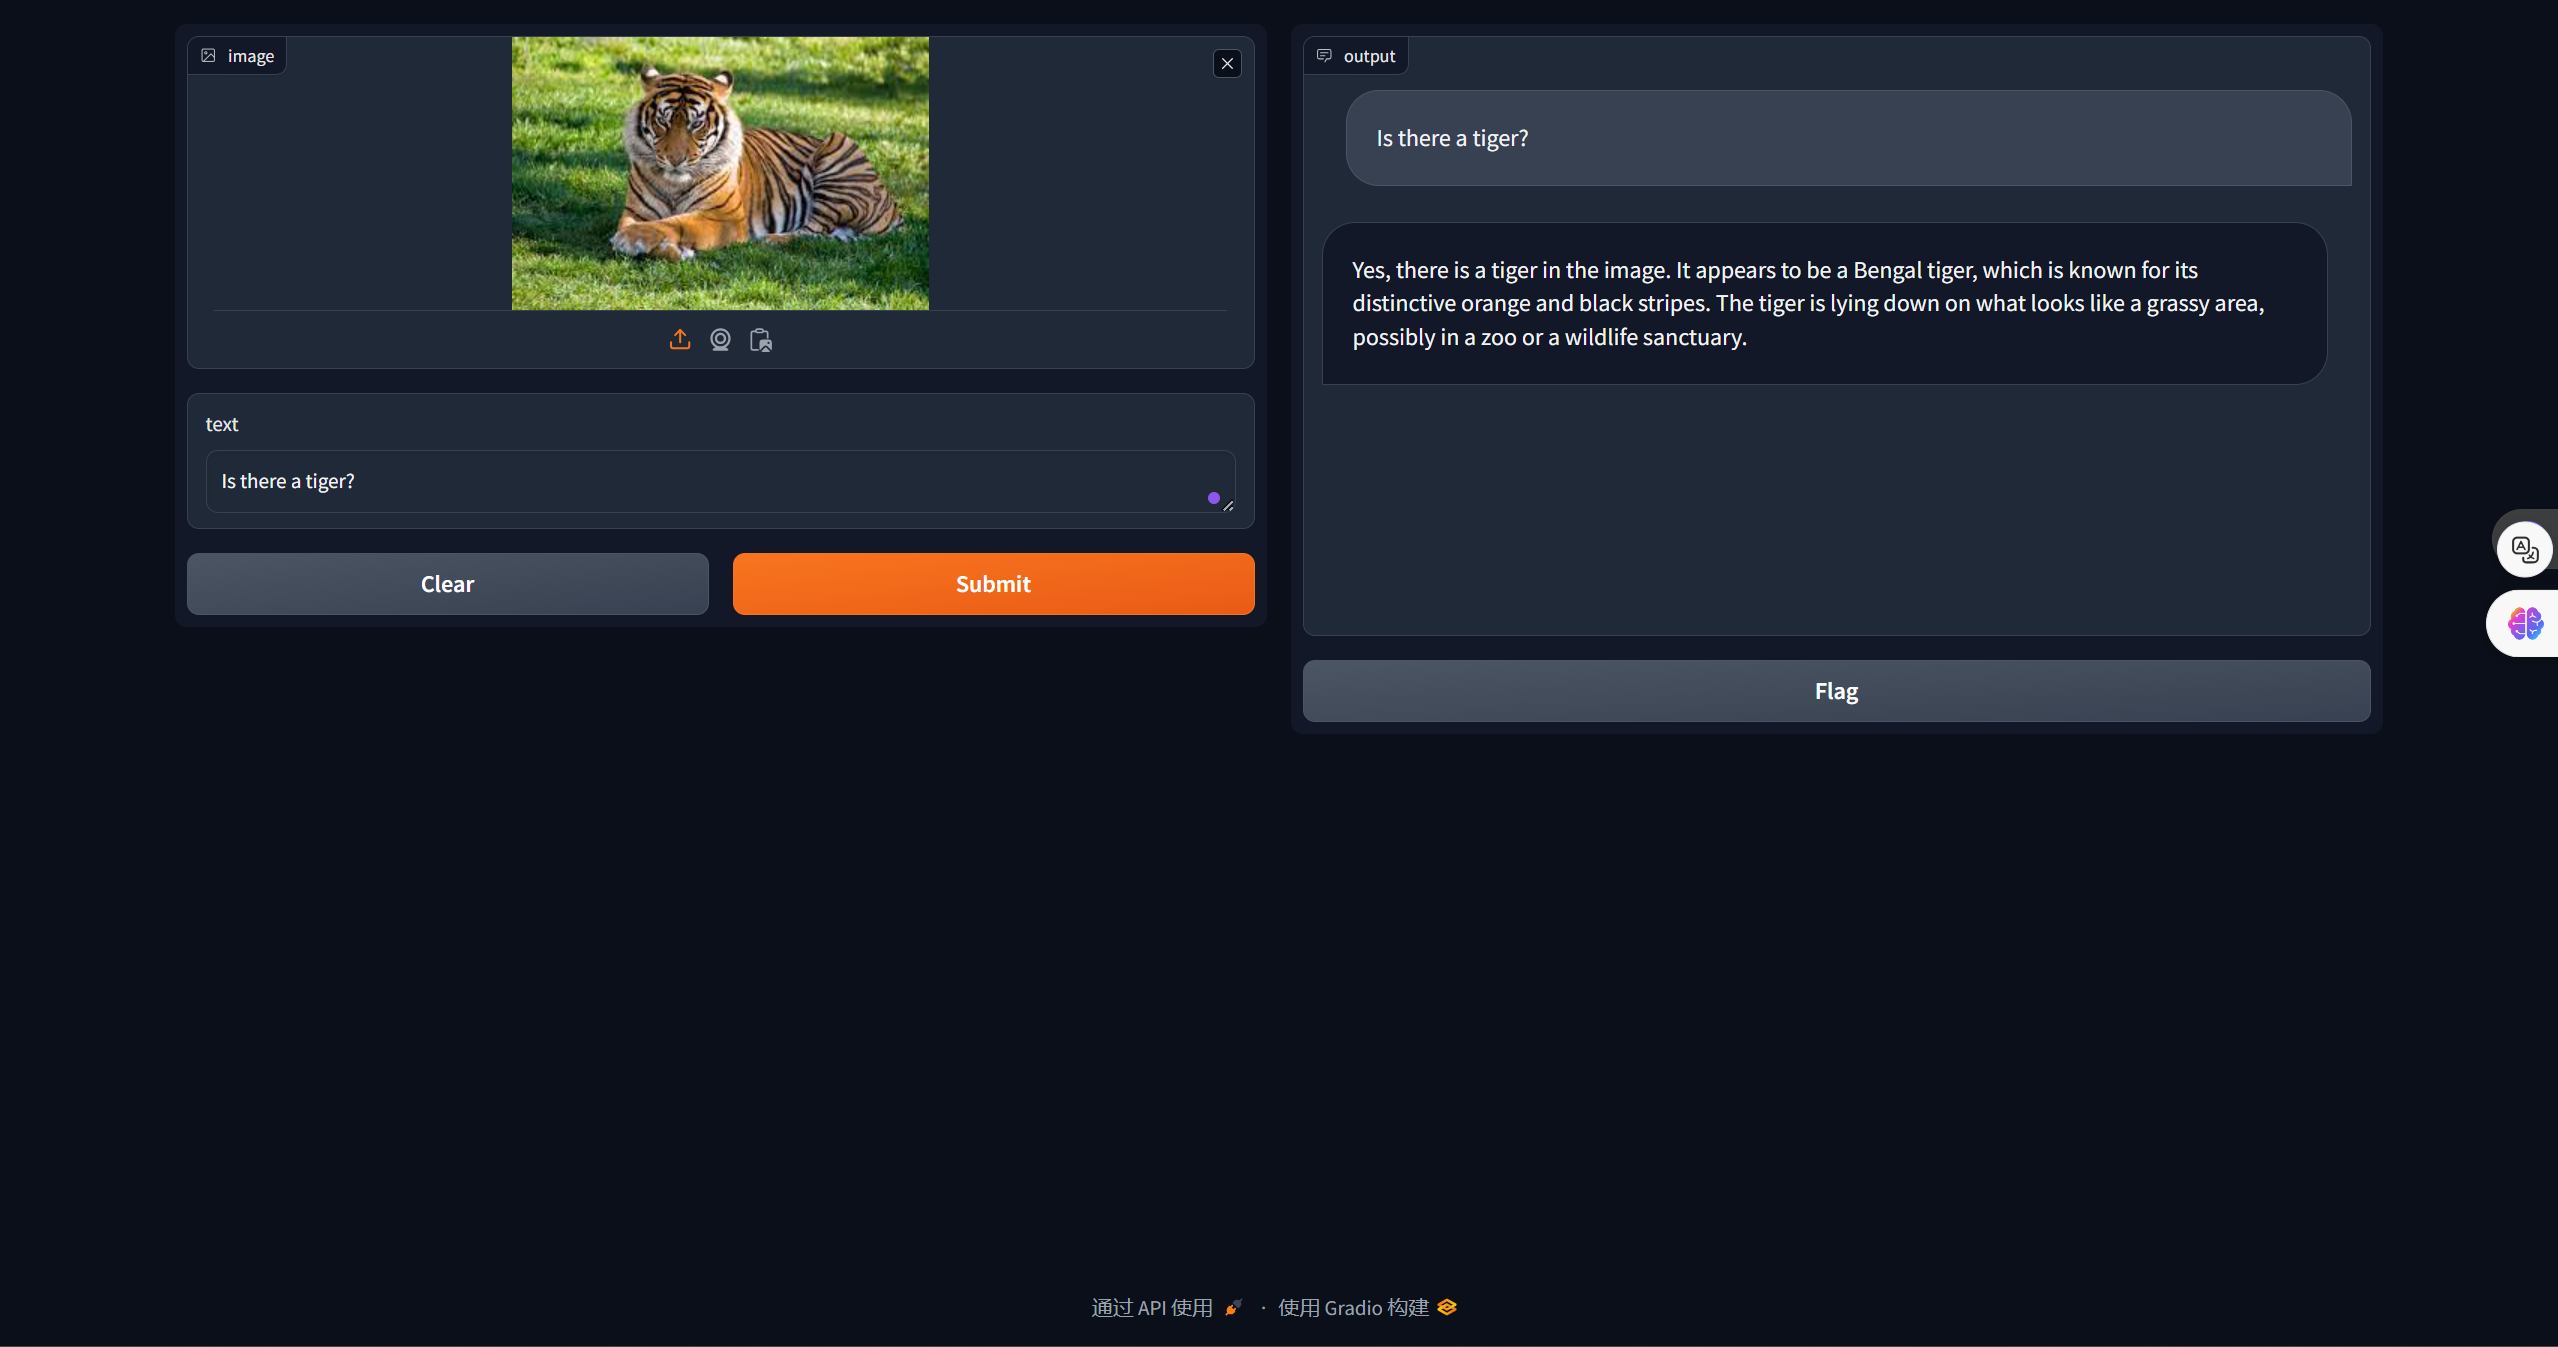 image
text
Is there a tiger?
Clear
Submit
output
Is there a tiger?
Yes, there is a tiger in the image. It appears to be a Bengal tiger, which is known for its
distinctive orange and black stripes. The tiger is lying down on what looks like a grassy area,
possibly in a zoo or a wildlife sanctuary.
Flag
通过 API 使用 · 使用 Gradio 构建